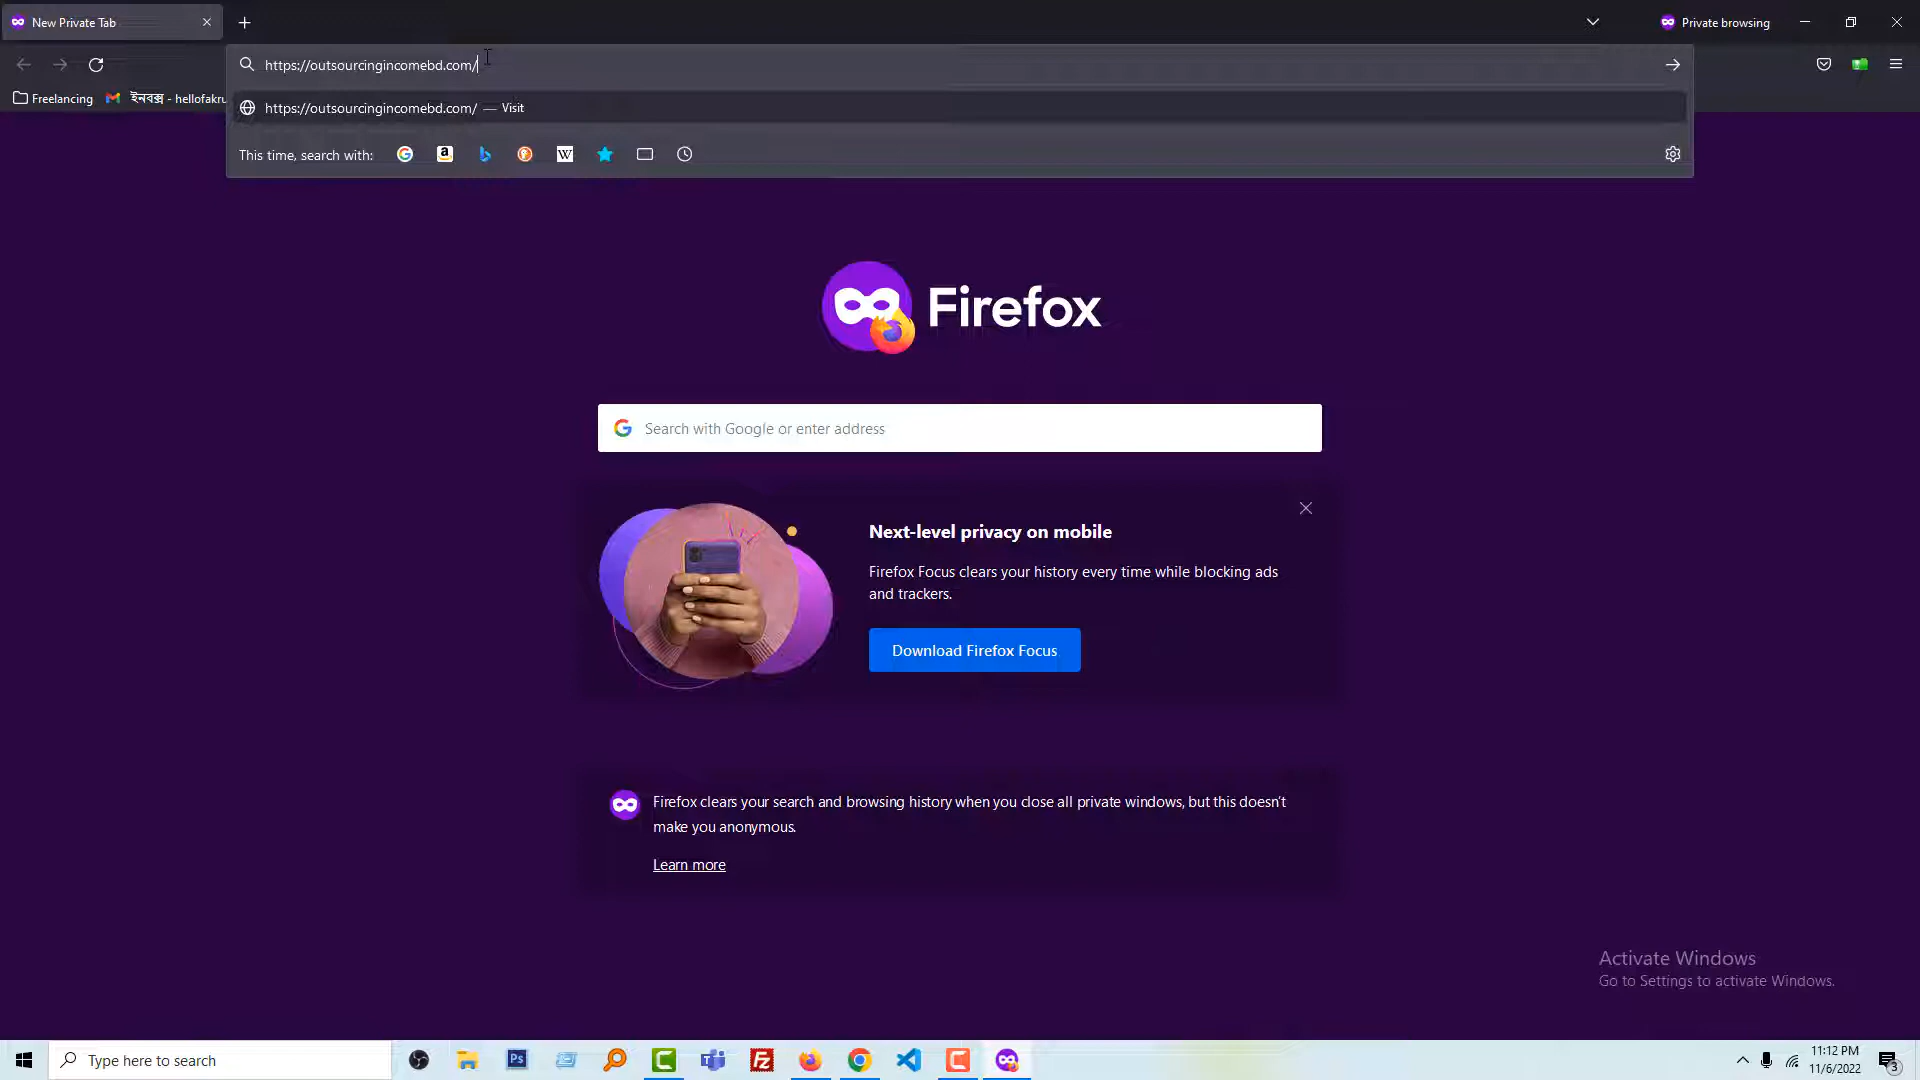 New Private Tab
Private browsing
https://outsourcingincomebd.com/
Freelancing
ইনবক্স - hellofakru
https://outsourcingincomebd.com/ — Visit
This time, search with:
Firefox
Search with Google or enter address
Next-level privacy on mobile
Firefox Focus clears your history every time while blocking ads
and trackers.
Download Firefox Focus
Firefox clears your search and browsing history when you close all private windows, but this doesn't
make you anonymous.
Learn more
Activate Windows
Go to Settings to activate Windows.
Type here to search
11:12 PM
11/6/2022
3